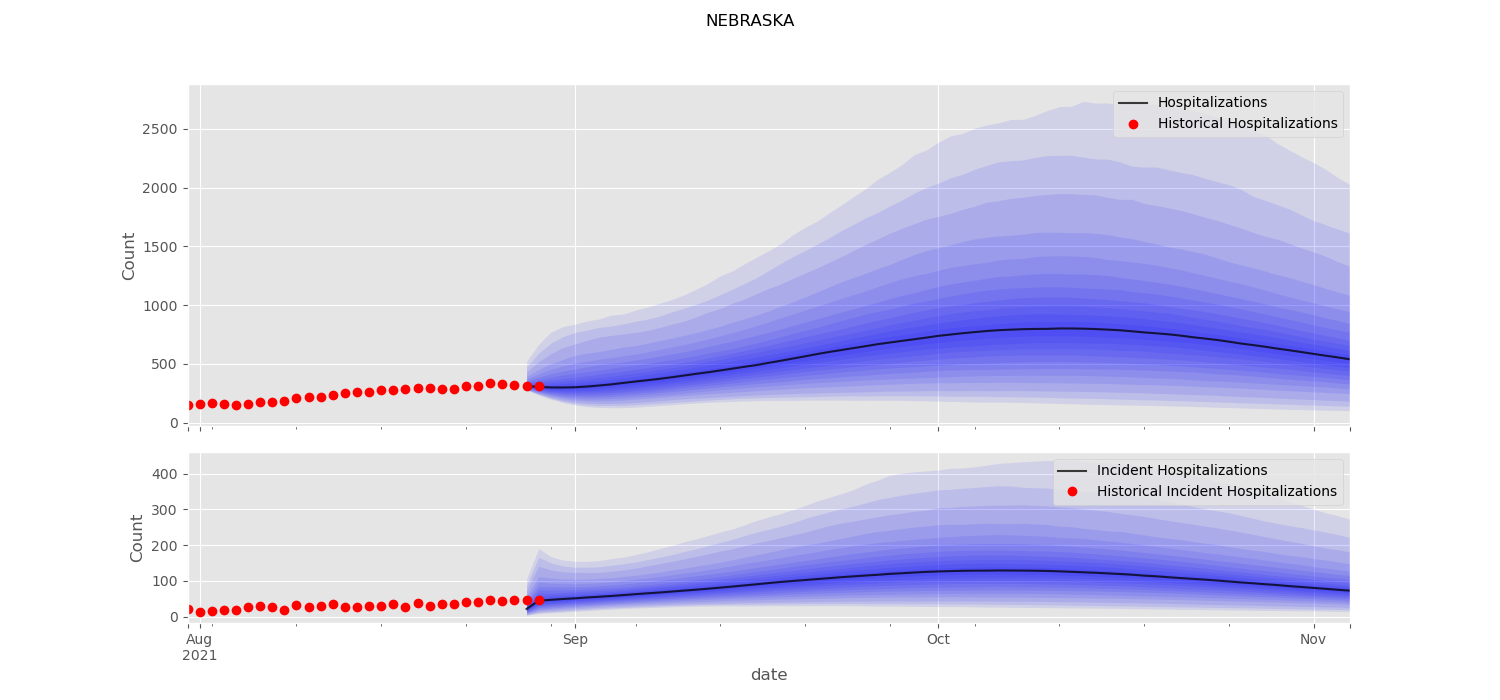 NEBRASKA
Hospitalizations
Historical Hospitalizations
2500
2000
1500
1000
500
0
Count
Incident Hospitalizations
Historical Incident Hospitalizations
400
300
200
100
0
Count
Aug Sep Oct Nov
2021
date